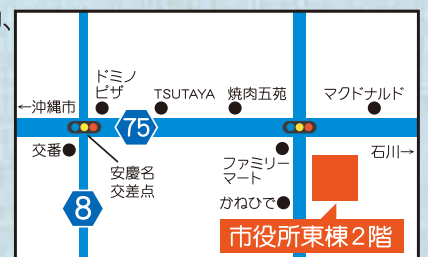 、
ドミノ
ピザ
TSUTAYA
焼肉五苑
マクドナルド
←沖縄市
75
交番
安慶名
交差点
ファミリー
マート
石川→
8
かねひで
市役所東棟2階